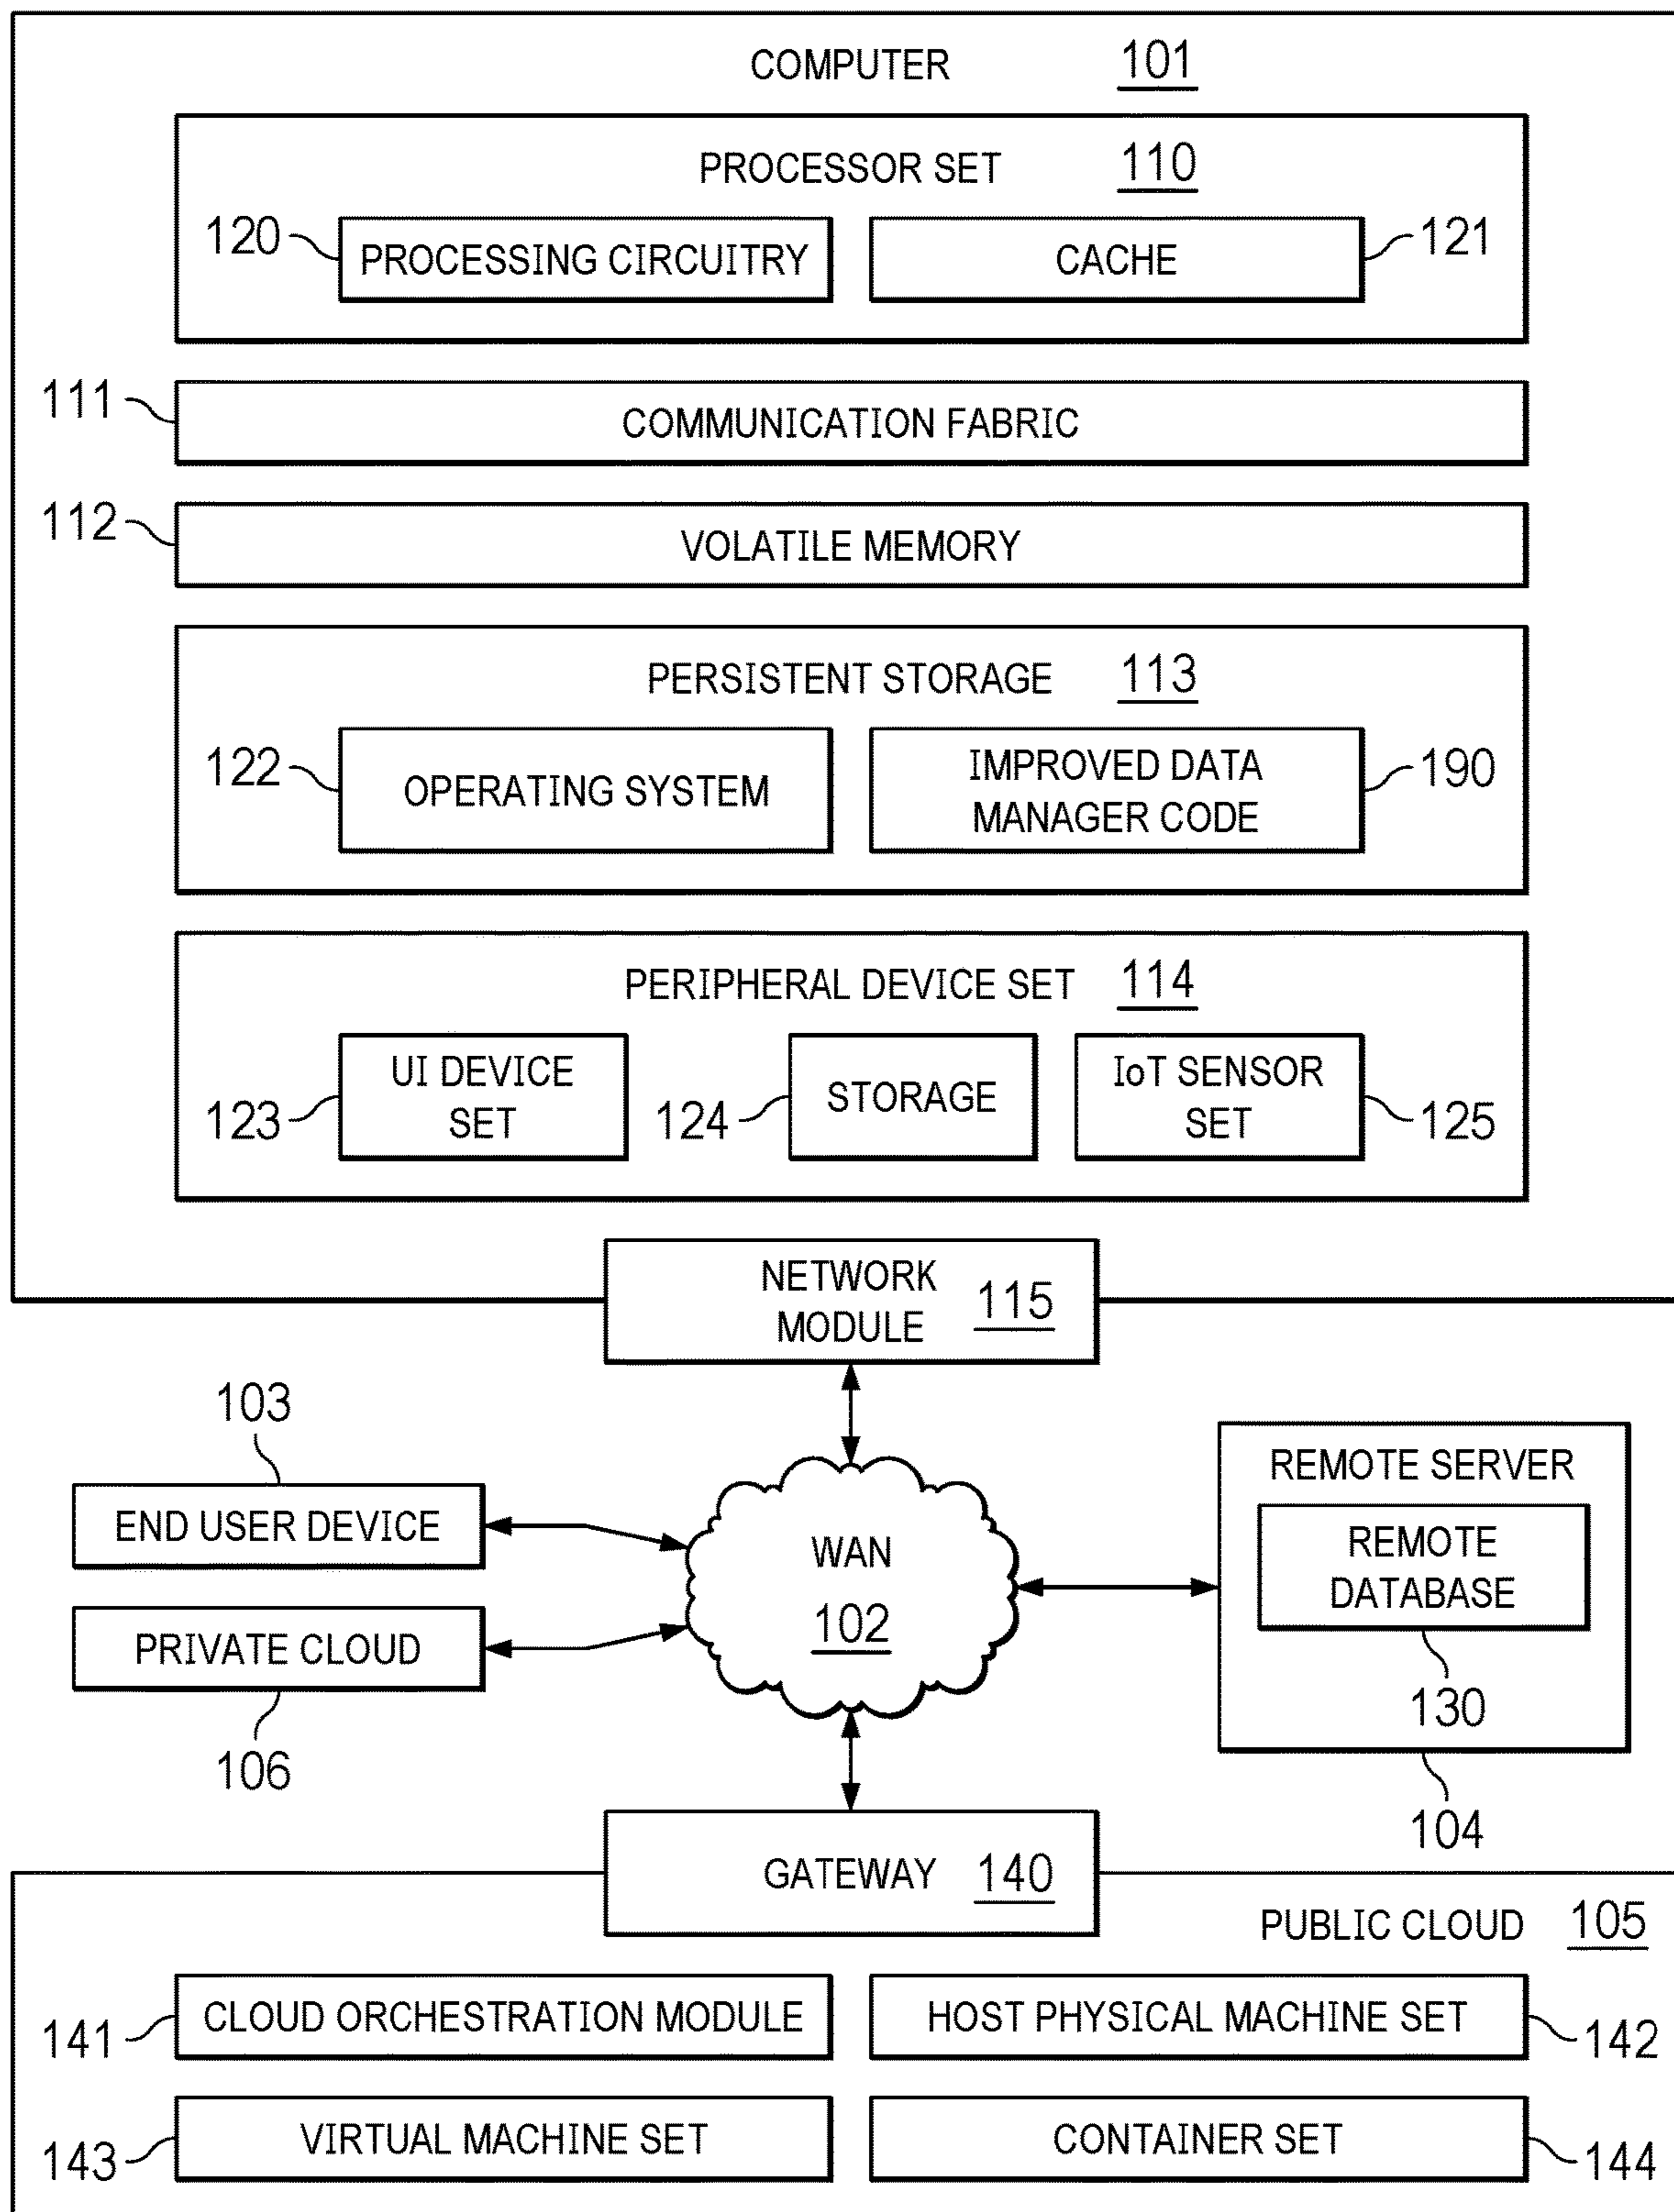 COMPUTER 101
PROCESSOR SET 110
120 PROCESSING CIRCUITRY CACHE 121
111 COMMUNICATION FABRIC
112 VOLATILE MEMORY
PERSISTENT STORAGE 113
122 OPERATING SYSTEM
IMPROVED DATA
MANAGER CODE
190
PERIPHERAL DEVICE SET 114
123
UI DEVICE
SET
124 STORAGE
IoT SENSOR
SET
125
NETWORK
MODULE
115
103
END USER DEVICE
PRIVATE CLOUD
106
WAN
102
REMOTE SERVER
REMOTE
DATABASE
130
104
GATEWAY 140
PUBLIC CLOUD 105
141 CLOUD ORCHESTRATION MODULE HOST PHYSICAL MACHINE SET 142
143 VIRTUAL MACHINE SET CONTAINER SET 144